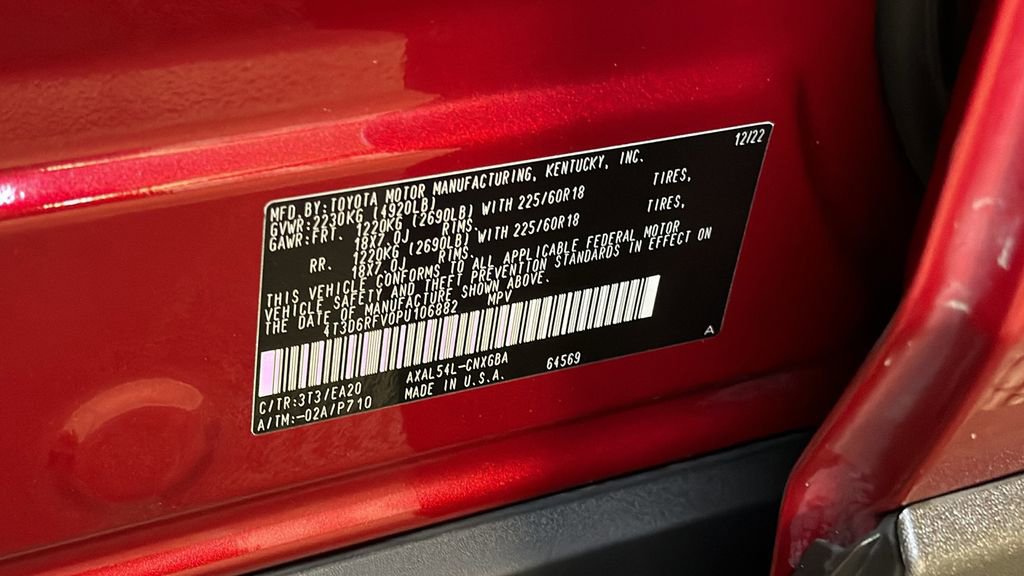 12/22
MFD.BY:TOYOTA MOTOR MANUFACTURING, KENTUCKY, INC.
GVWR:2230KG (4920LB)
GAWR:FRT. 1220KG (2690LB) WITH 225/60R18 TIRES,
18X7.0J RIMS.
RR. 1220KG (2690LB) WITH 225/60R18 TIRES,
18X7.0J RIMS.
THIS VEHICLE CONFORMS TO ALL APPLICABLE FEDERAL MOTOR
VEHICLE SAFETY AND THEFT PREVENTION STANDARDS IN EFFECT ON
THE DATE OF MANUFACTURE SHOWN ABOVE.
4T3D6RFV0PU106882 MPV
C/TR:3T3/EA20 AXAL54L-CNXGBA 64569
A/TM:-02A/P710 MADE IN U.S.A.
A